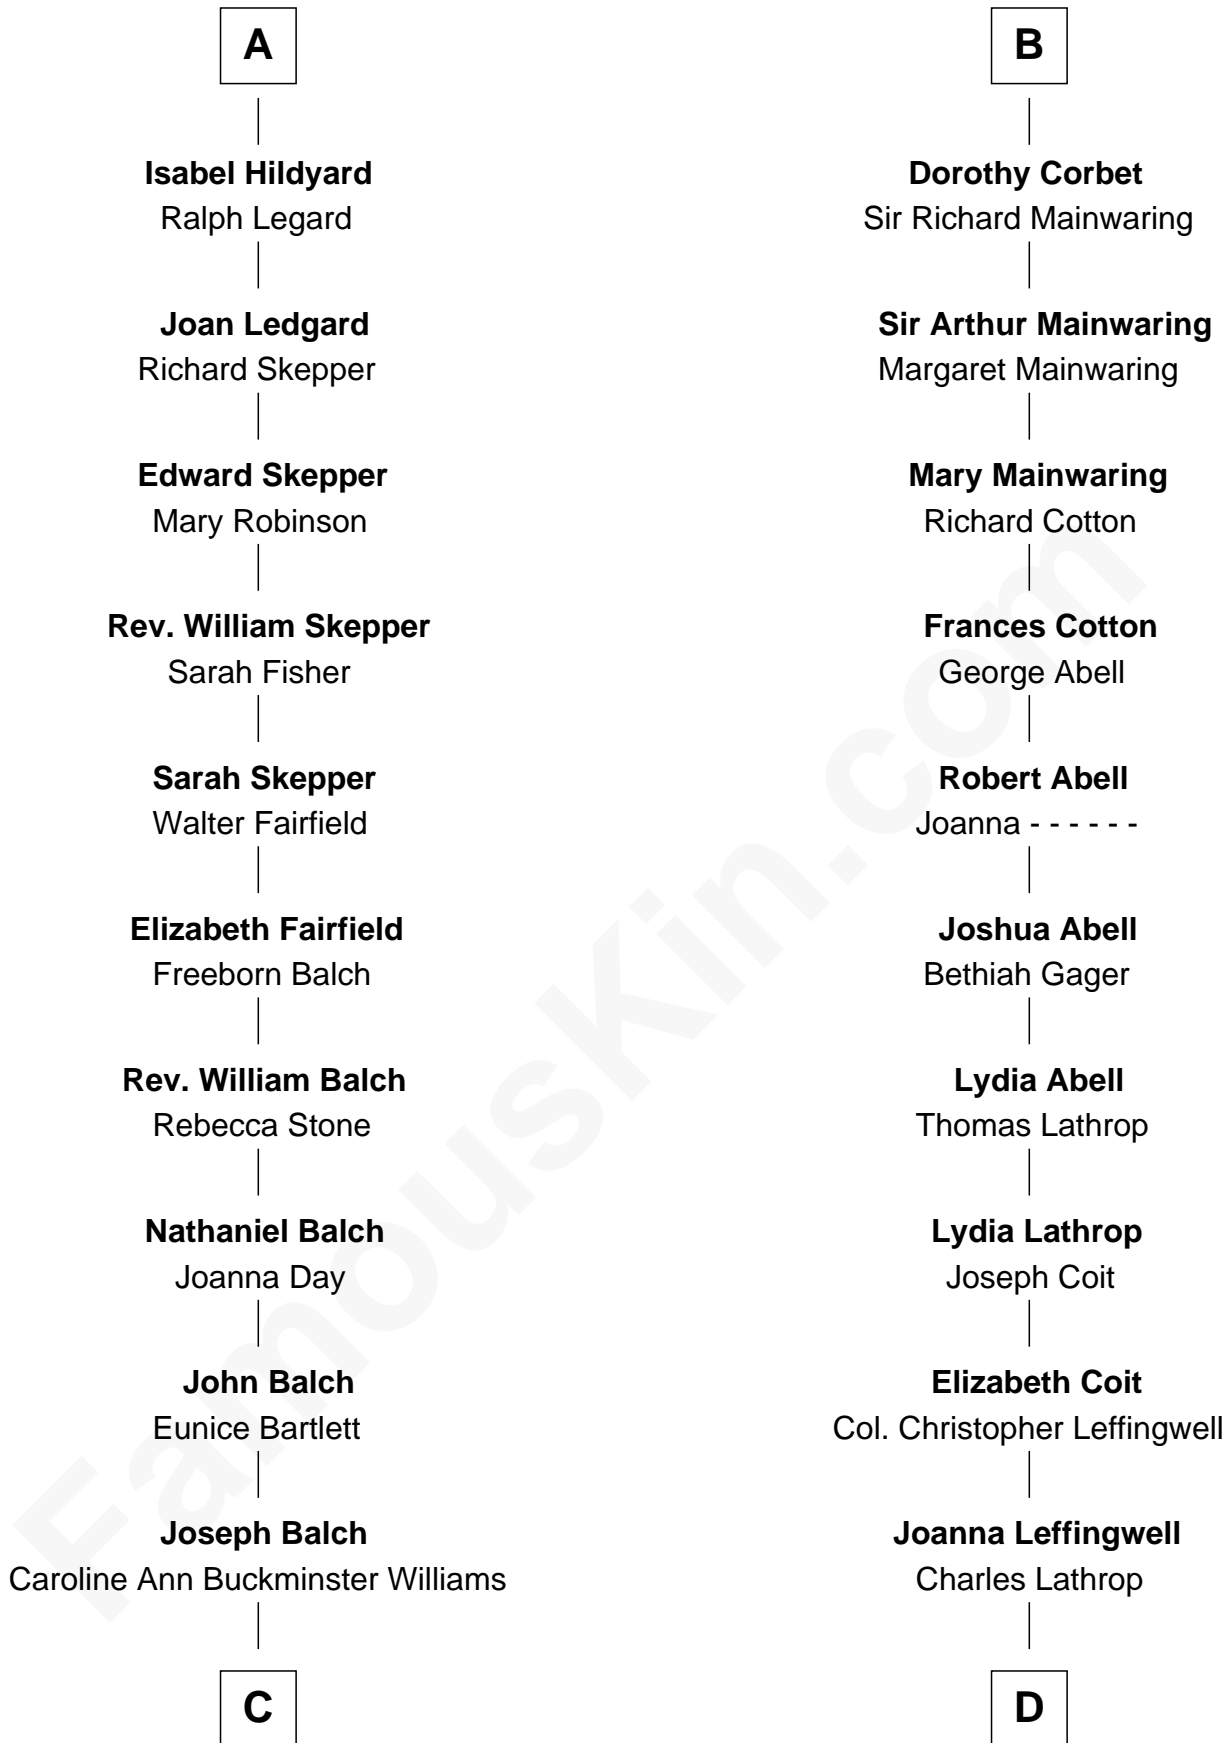 A
Isabel Hildyard
Ralph Legard
Joan Ledgard
Richard Skepper
Edward Skepper
Mary Robinson
Rev. William Skepper
Sarah Fisher
Sarah Skepper
Walter Fairfield
Elizabeth Fairfield
Freeborn Balch
Rev. William Balch
Rebecca Stone
Nathaniel Balch
Joanna Day
John Balch
Eunice Bartlett
Joseph Balch
Caroline Ann Buckminster Williams
C
B
Dorothy Corbet
Sir Richard Mainwaring
Sir Arthur Mainwaring
Margaret Mainwaring
Mary Mainwaring
Richard Cotton
Frances Cotton
George Abell
Robert Abell
Joanna - - - - - -
Joshua Abell
Bethiah Gager
Lydia Abell
Thomas Lathrop
Lydia Lathrop
Joseph Coit
Elizabeth Coit
Col. Christopher Leffingwell
Joanna Leffingwell
Charles Lathrop
D
FamousKin.com